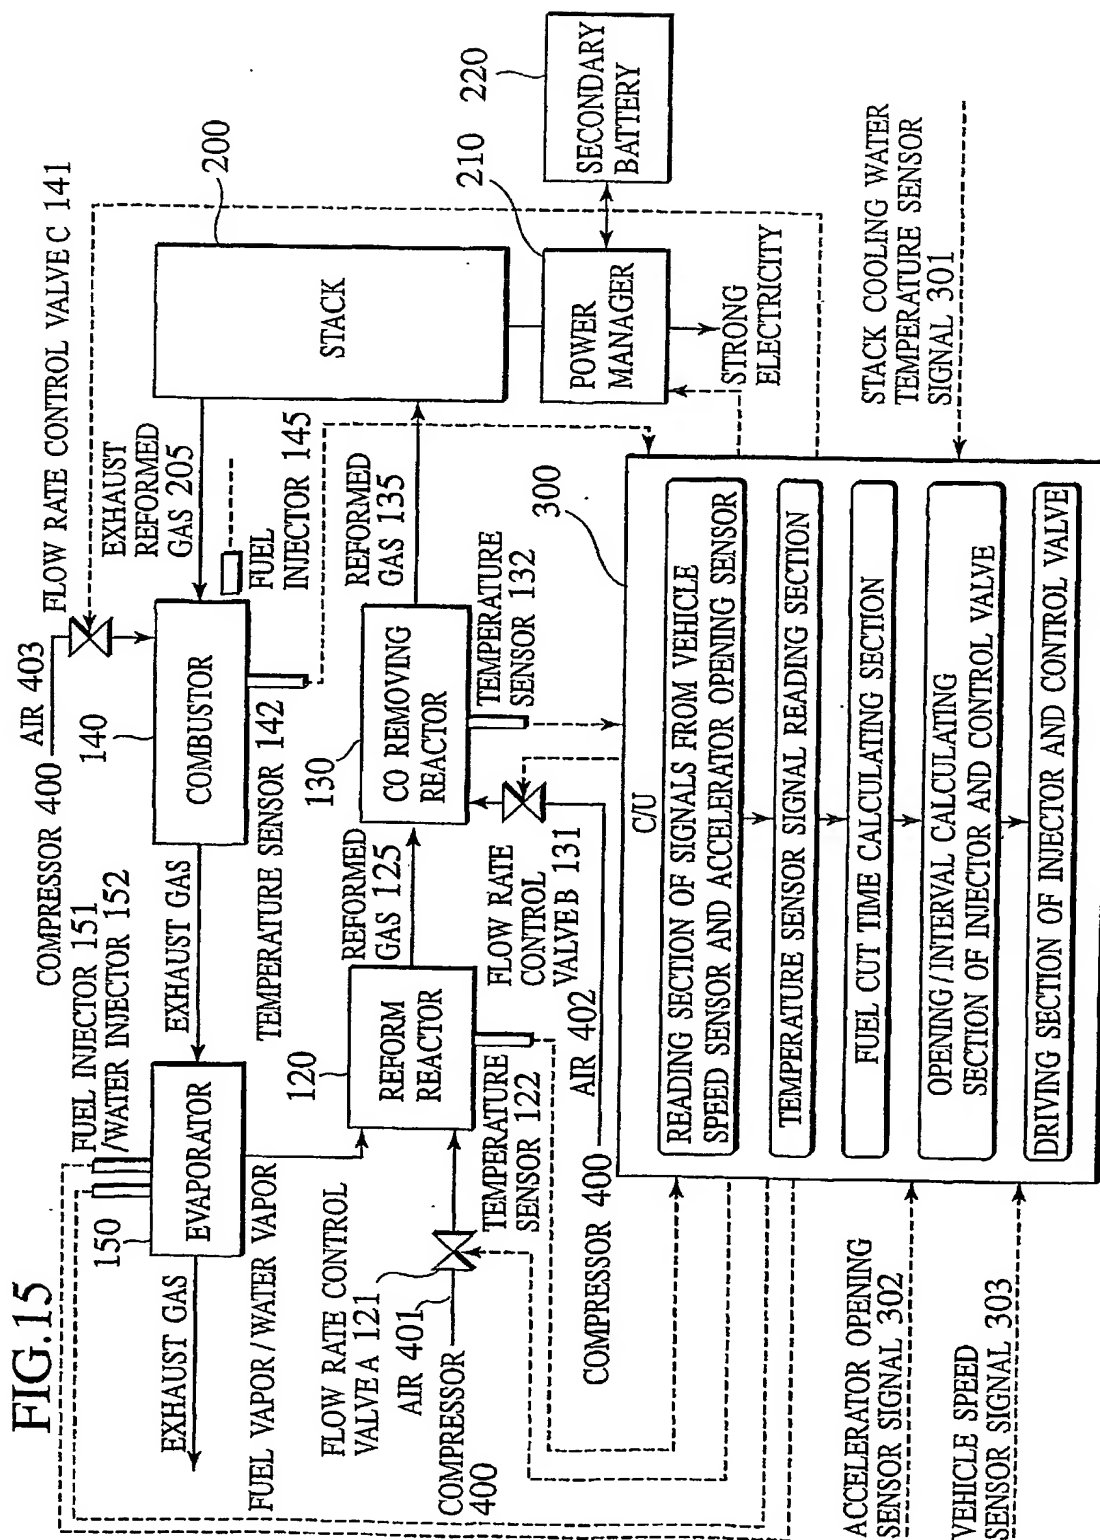 FIG.15
FUEL INJECTOR 151
/WATER INJECTOR 152
COMPRESSOR 400
AIR 403
FLOW RATE CONTROL VALVE C 141
150
EVAPORATOR
EXHAUST GAS
EXHAUST GAS
140
COMBUSTOR
EXHAUST
REFORMED
GAS 205
FUEL
INJECTOR 145
TEMPERATURE SENSOR 142
200
STACK
FUEL VAPOR/WATER VAPOR
FLOW RATE CONTROL
VALVE A 121
AIR 401
COMPRESSOR
400
120
REFORM
REACTOR
TEMPERATURE
SENSOR 122
REFORMED
GAS 125
130
CO REMOVING
REACTOR
REFORMED
GAS 135
TEMPERATURE
SENSOR 132
FLOW RATE
CONTROL
VALVE B 131
AIR 402
COMPRESSOR 400
210
POWER
MANAGER
220
SECONDARY
BATTERY
STRONG
ELECTRICITY
300
C/U
READING SECTION OF SIGNALS FROM VEHICLE
SPEED SENSOR AND ACCELERATOR OPENING SENSOR
TEMPERATURE SENSOR SIGNAL READING SECTION
FUEL CUT TIME CALCULATING SECTION
OPENING/INTERVAL CALCULATING
SECTION OF INJECTOR AND CONTROL VALVE
DRIVING SECTION OF INJECTOR AND CONTROL VALVE
STACK COOLING WATER
TEMPERATURE SENSOR
SIGNAL 301
ACCELERATOR OPENING
SENSOR SIGNAL 302
VEHICLE SPEED
SENSOR SIGNAL 303